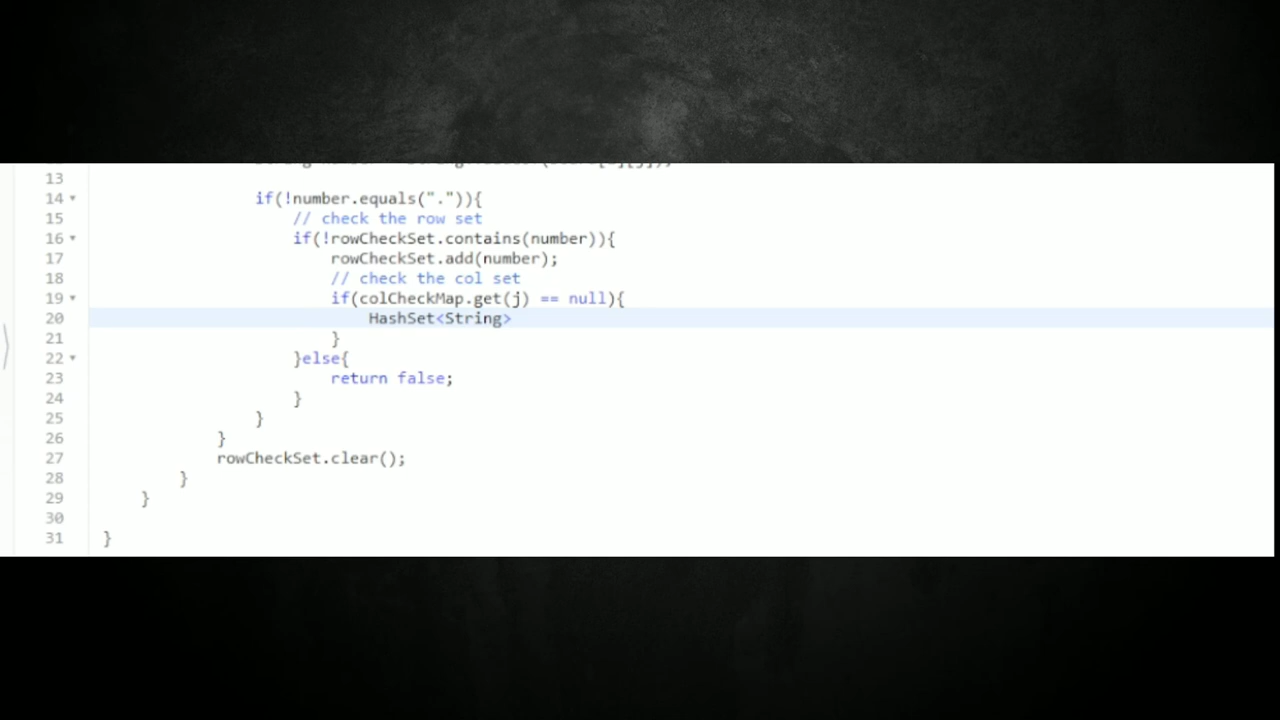 13
14 if(!number.equals(".")){
15 // check the row set
16 if(!rowCheckSet.contains(number)){
17 rowCheckSet.add(number);
18 // check the col set
19 if(colCheckMap.get(j) == null){
20 HashSet<String>
21 }
22 }else{
23 return false;
24 }
25 }
26 }
27 rowCheckSet.clear();
28 }
29 }
30
31 }